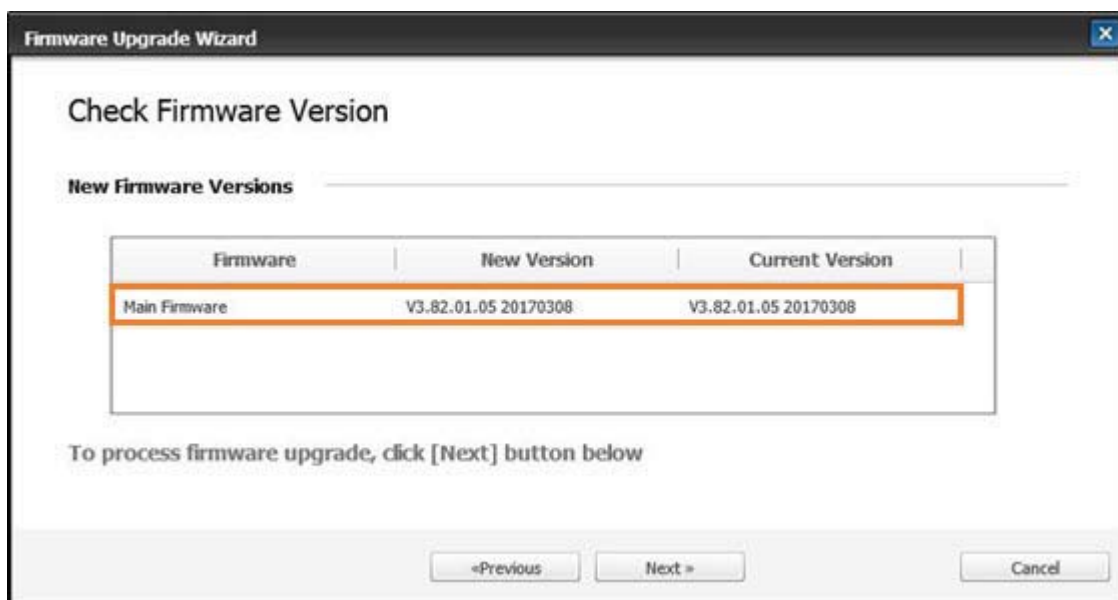 Firmware Upgrade Wizard
Check Firmware Version
New Firmware Versions
Firmware New Version Current Version
Main Firmware V3.82.01.05 20170308 V3.82.01.05 20170308
To process firmware upgrade, click [Next] button below
«Previous Next » Cancel